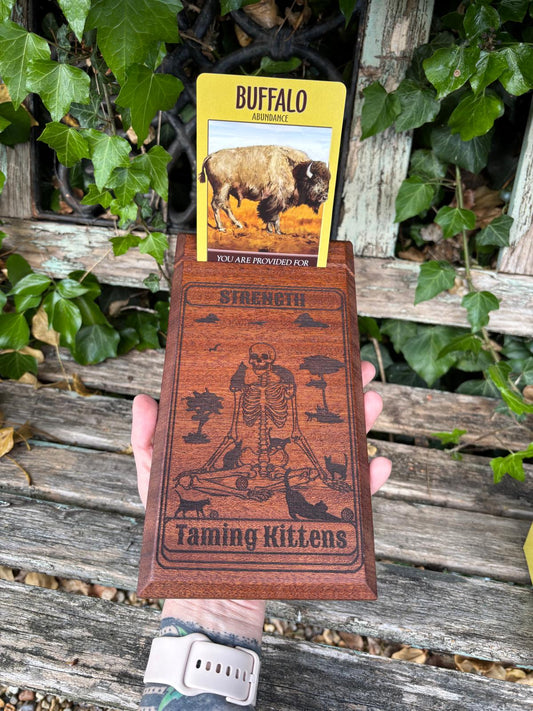 BUFFALO
ABUNDANCE
YOU ARE PROVIDED FOR
STRENGTH
Taming Kittens